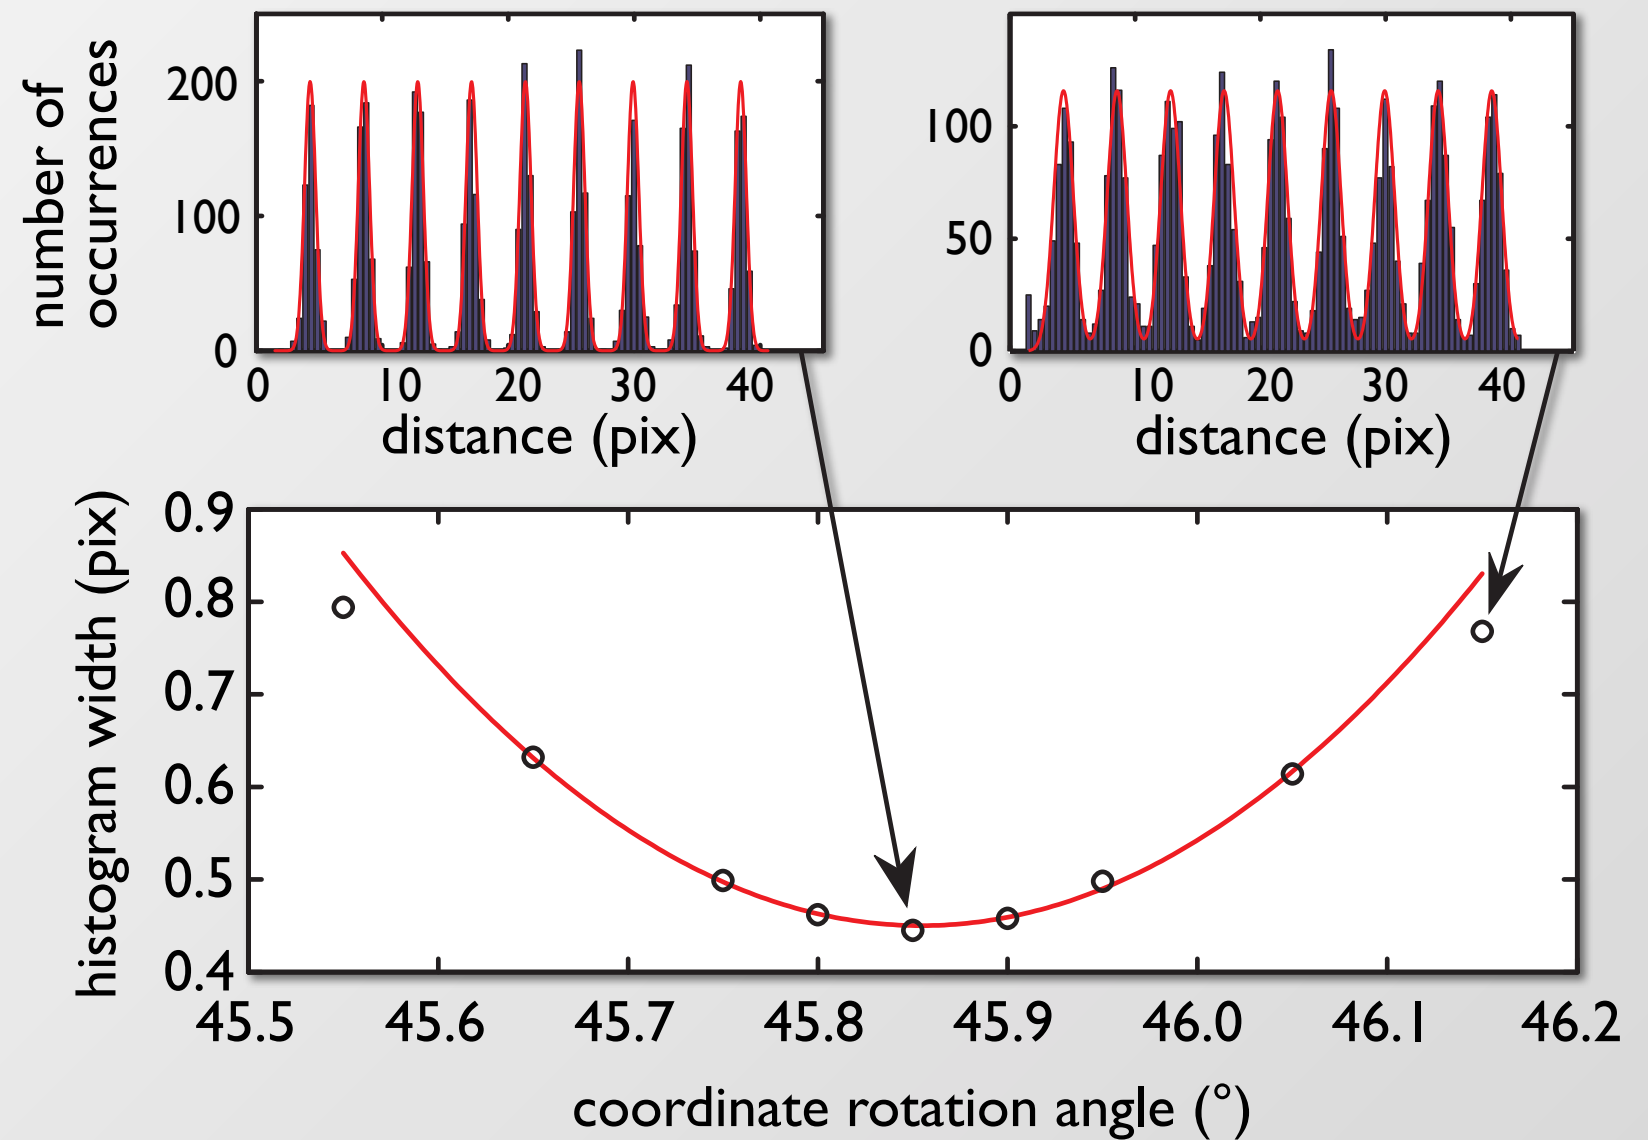 number of
occurrences
200
100
0
0 10 20 30 40
distance (pix)
100
50
0
0 10 20 30 40
distance (pix)
histogram width (pix)
0.9
0.8
0.7
0.6
0.5
0.4
45.5 45.6 45.7 45.8 45.9 46.0 46.1 46.2
coordinate rotation angle (°)